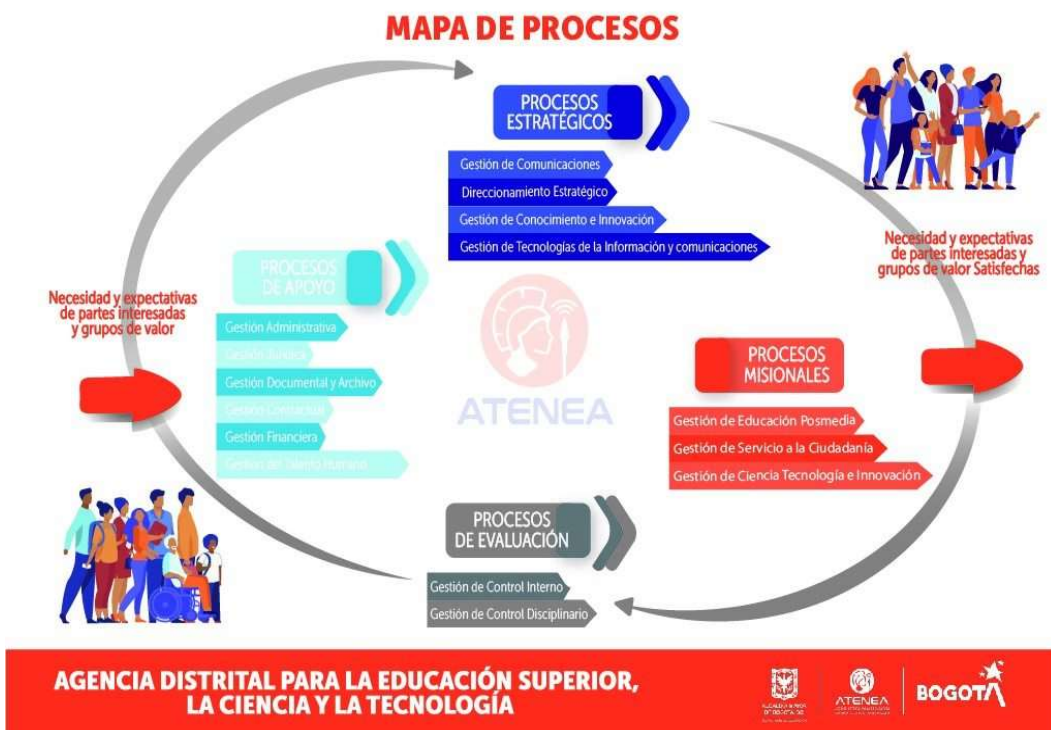 MAPA DE PROCESOS
PROCESOS
ESTRATÉGICOS
Gestión de Comunicaciones
Direccionamiento Estratégico
Gestión de Conocimiento e Innovación
Gestión de Tecnologías de la Información y comunicaciones
Necesidad y expectativas
de partes interesadas y
grupos de valor Satisfechas
PROCESOS
DE APOYO
Necesidad y expectativas
de partes interesadas
y grupos de valor
Gestión Administrativa
Gestión Jurídica
Gestión Documental y Archivo
Gestión Contractual
Gestión Financiera
Gestión del Talento Humano
ATENEA
PROCESOS
MISIONALES
Gestión de Educación Posmedia
Gestión de Servicio a la Ciudadanía
Gestión de Ciencia Tecnología e Innovación
PROCESOS
DE EVALUACIÓN
Gestión de Control Interno
Gestión de Control Disciplinario
AGENCIA DISTRITAL PARA LA EDUCACIÓN SUPERIOR,
LA CIENCIA Y LA TECNOLOGÍA
ALCALDÍA MAYOR
DE BOGOTÁ D.C.
ATENEA
BOGOTÁ